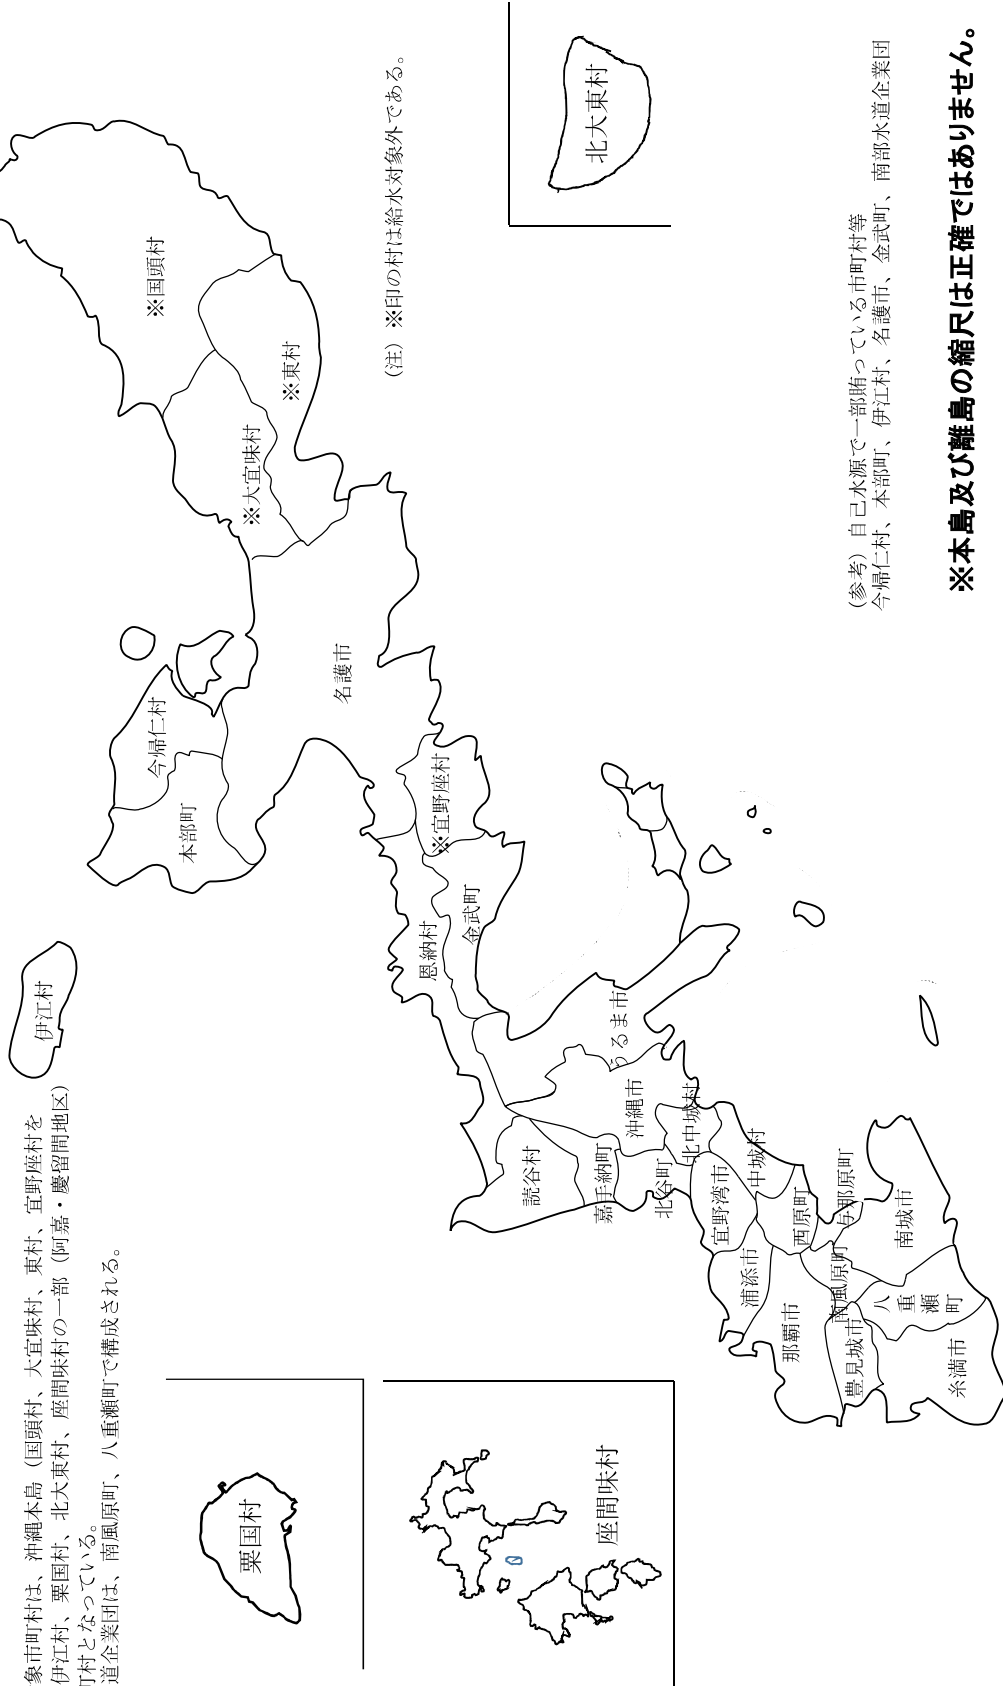 象市町村は、沖縄本島（国頭村、大宜味村、東村、宜野座村を
伊江村、粟国村、北大東村、座間味村の一部（阿嘉・慶留間地区）
町村となっている。
道企業団は、南風原町、八重瀬町で構成される。
伊江村
本部町
今帰仁村
※国頭村
※大宜味村
※東村
名護市
※宜野座村
恩納村
金武町
うるま市
沖縄市
読谷村
嘉手納町
北谷町
北中城村
宜野湾市
中城村
西原町
浦添市
那覇市
与那原町
南風原町
豊見城市
南城市
八
重
瀬
町
糸満市
粟国村
座間味村
北大東村
（注）※印の村は給水対象外である。
（参考）自己水源で一部賄っている市町村等
今帰仁村、本部町、伊江村、名護市、金武町、南部水道企業団
※本島及び離島の縮尺は正確ではありません。